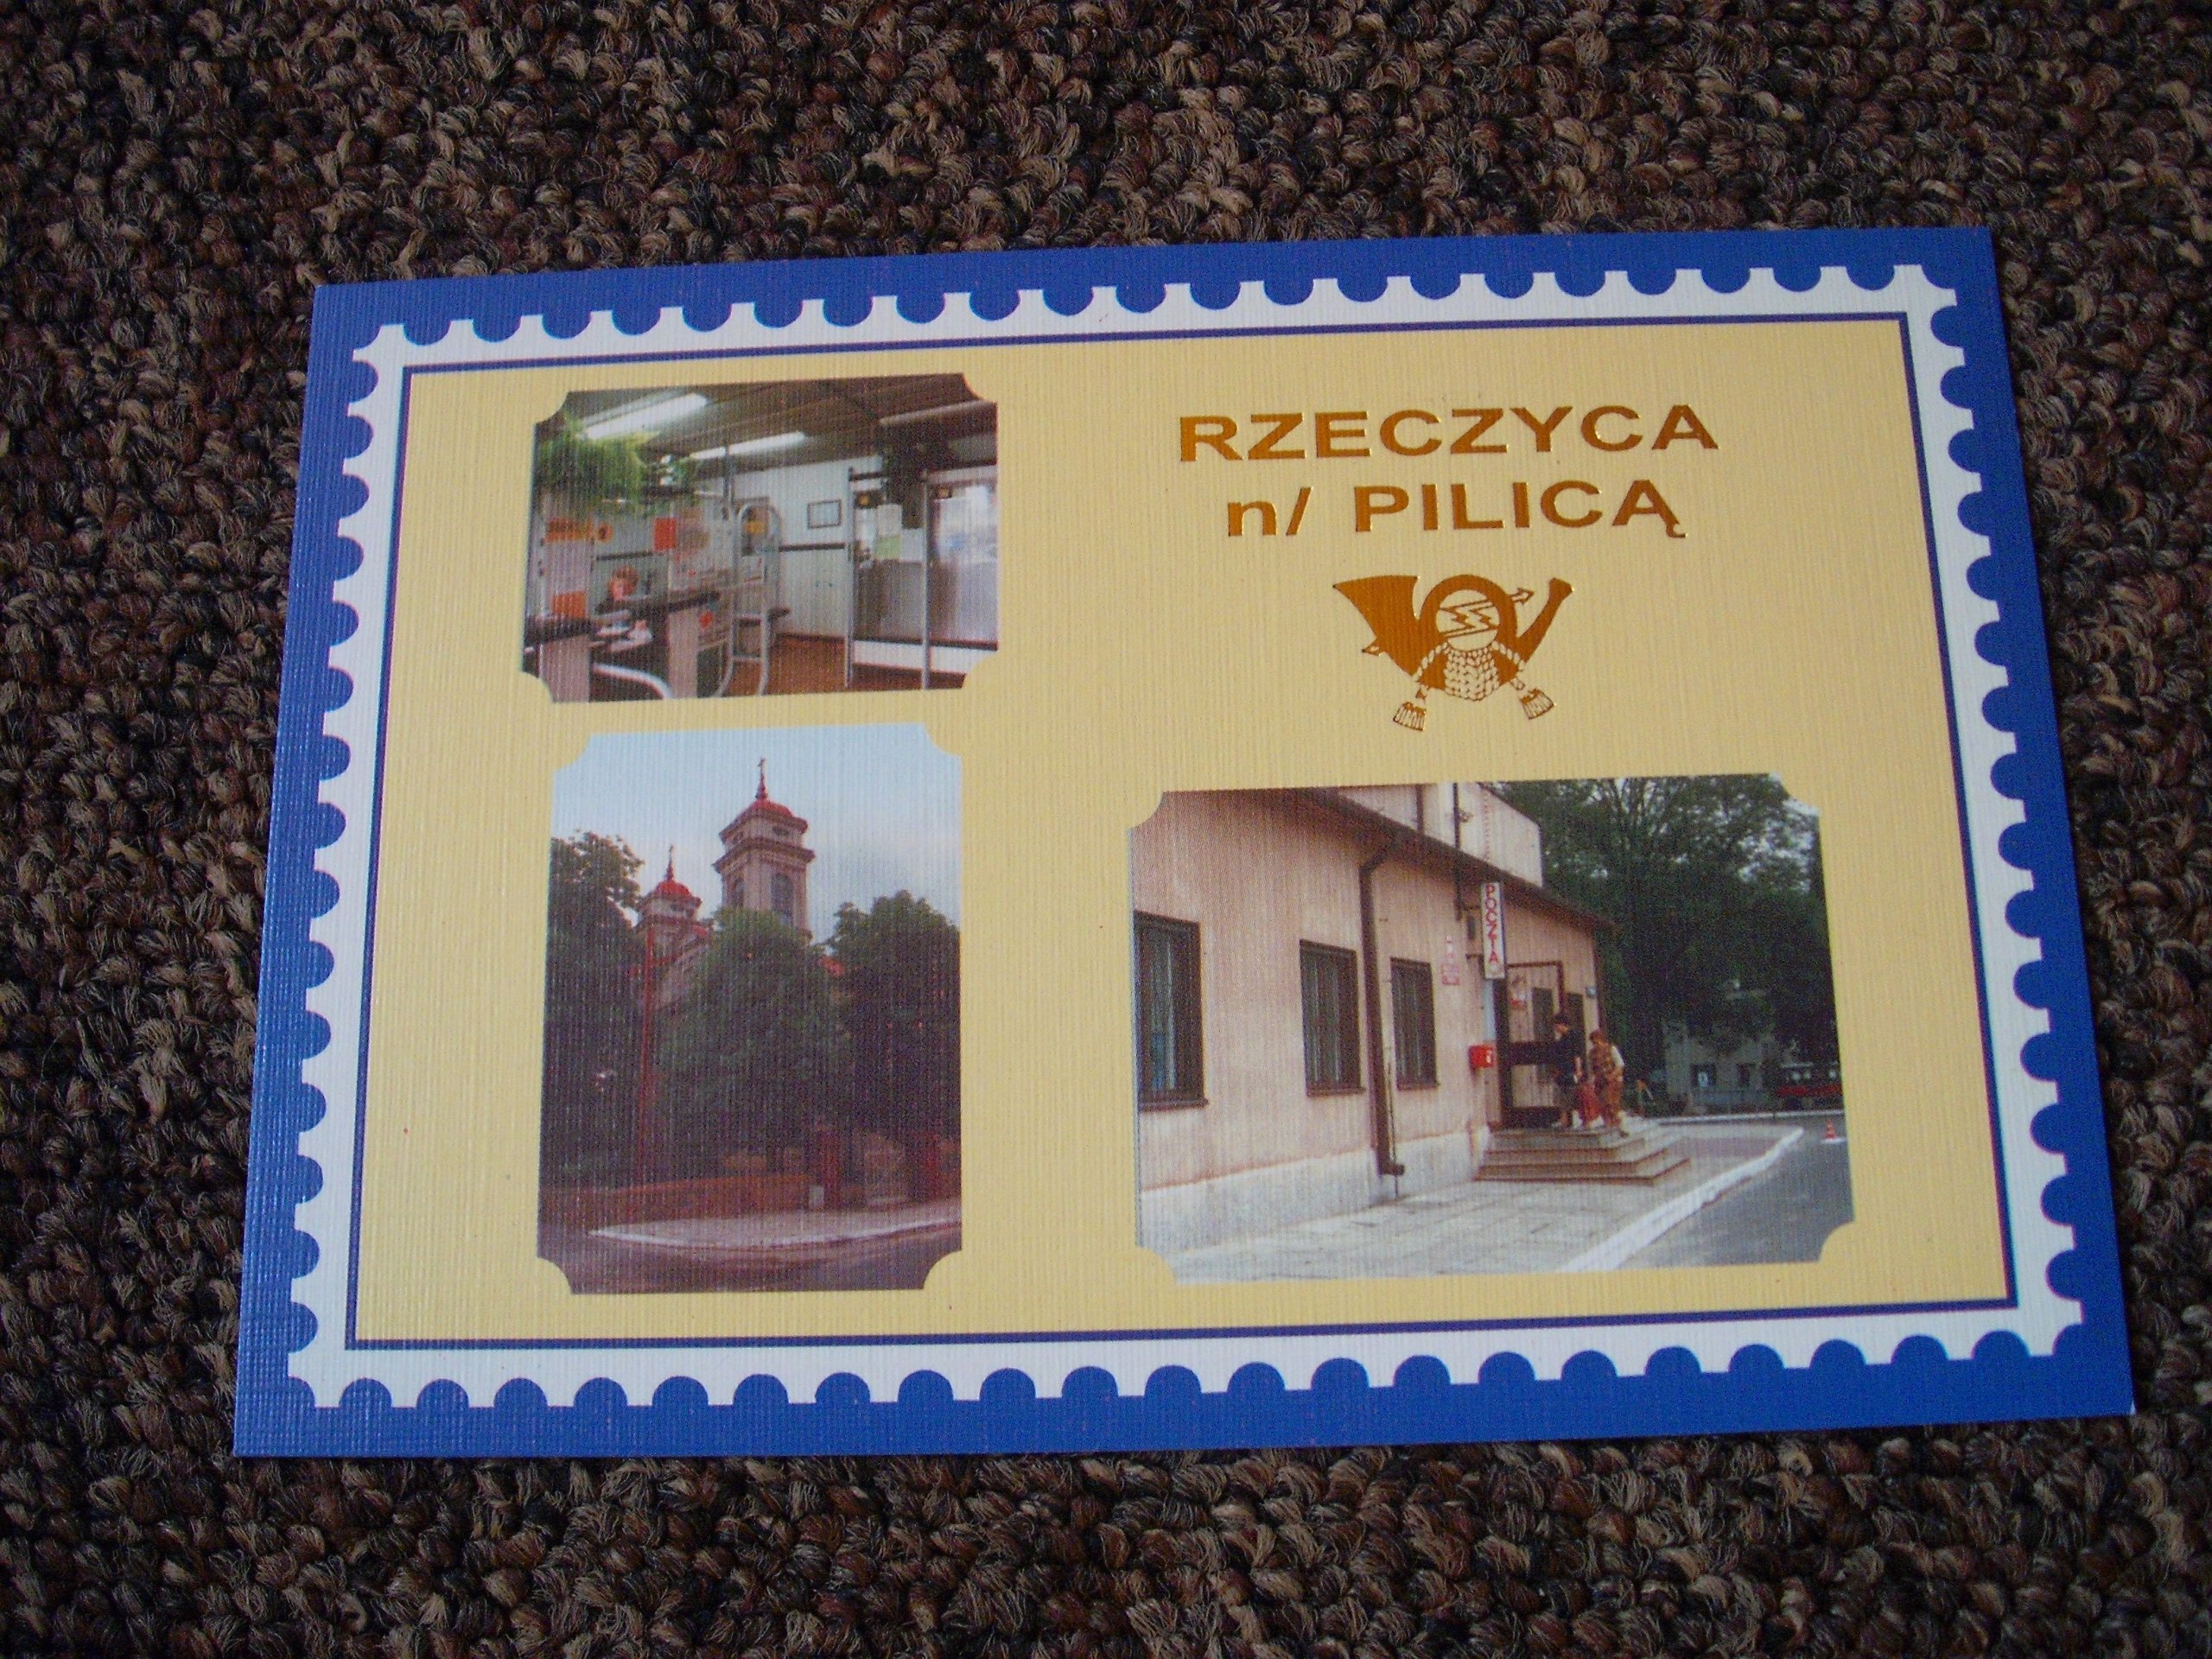 RZECZYCA
n/ PILICĄ
POCZTA